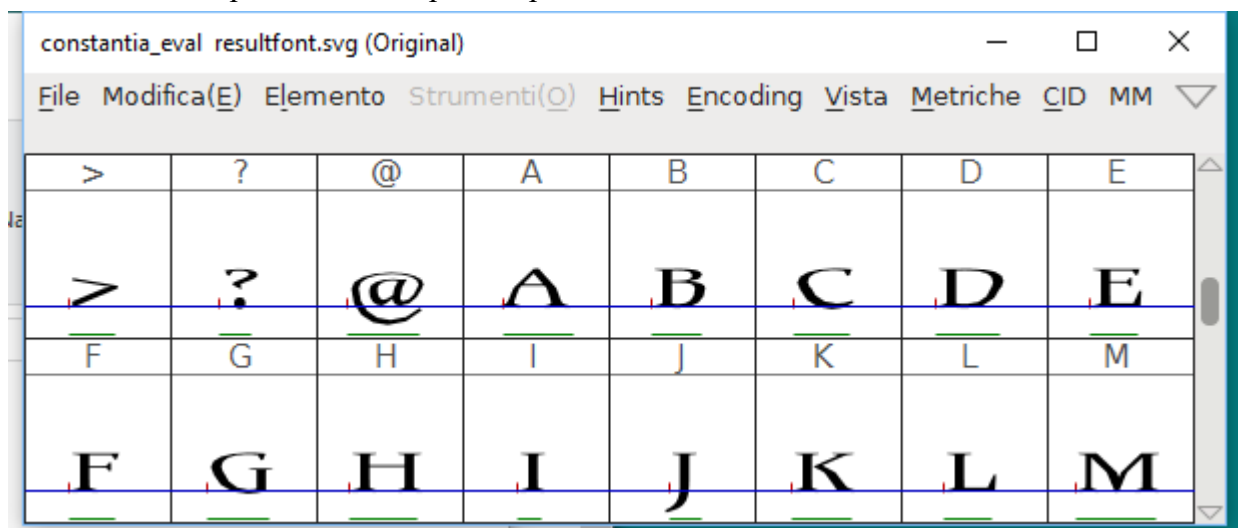 constantia_eval resultfont.svg (Original)
File Modifica(E) Elemento Strumenti(O) Hints Encoding Vista Metriche CID MM
> ? @ A B C D E
> ? @ A B C D E
F G H I J K L M
F G H I J K L M